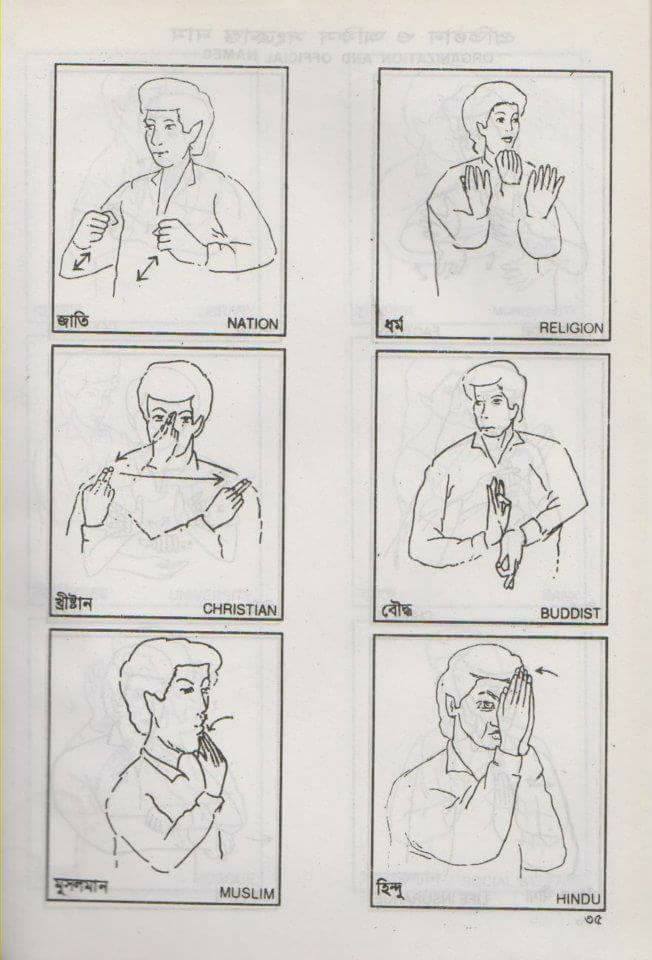 জাতি NATION
ধর্ম RELIGION
খ্রীষ্টান CHRISTIAN
বৌদ্ধ BUDDIST
মুসলমান MUSLIM
হিন্দু HINDU
৩৫